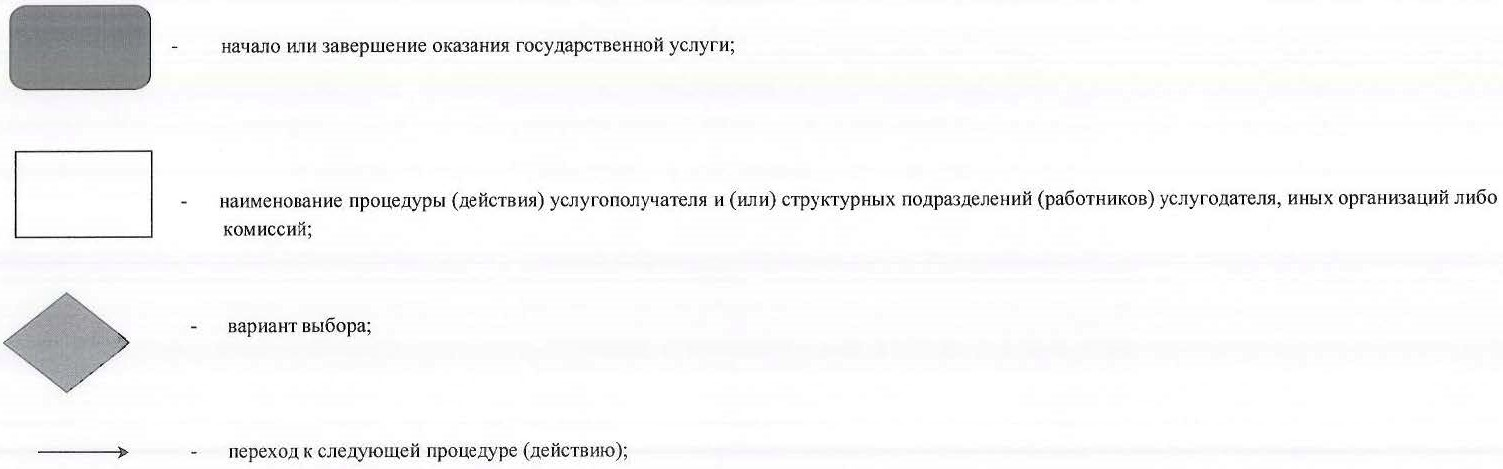 - начало или завершение оказания государственной услуги;
- наименование процедуры (действия) услугополучателя и (или) структурных подразделений (работников) услугодателя, иных организаций либо
комиссий;
- вариант выбора;
- переход к следующей процедуре (действию);